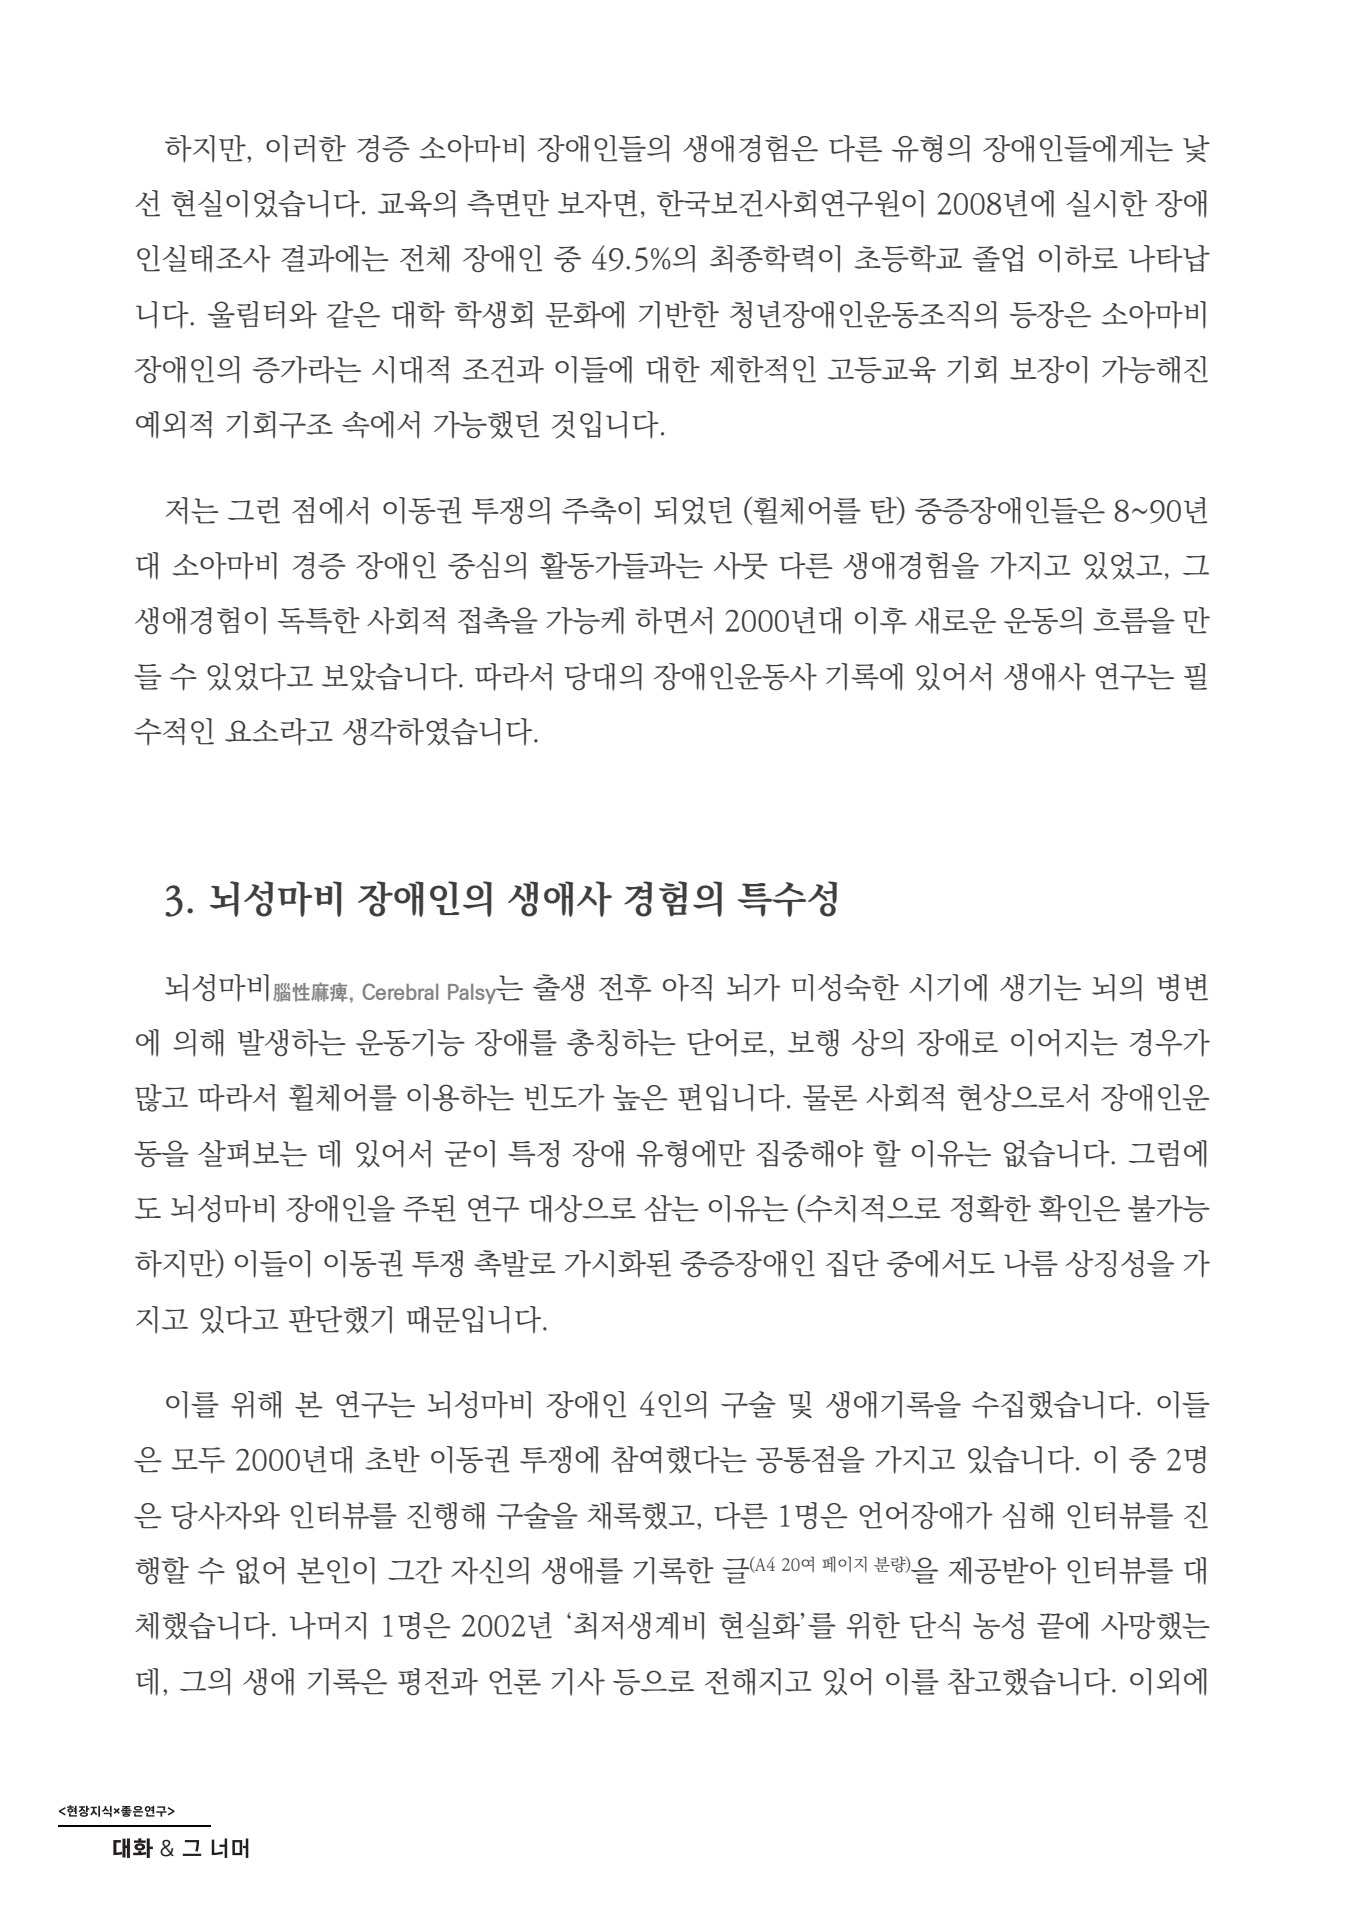 하지만, 이러한 경증 소아마비 장애인들의 생애경험은 다른 유형의 장애인들에게는 낯
선 현실이었습니다. 교육의 측면만 보자면, 한국보건사회연구원이 2008년에 실시한 장애
인실태조사 결과에는 전체 장애인 중 49.5%의 최종학력이 초등학교 졸업 이하로 나타납
니다. 울림터와 같은 대학 학생회 문화에 기반한 청년장애인운동조직의 등장은 소아마비
장애인의 증가라는 시대적 조건과 이들에 대한 제한적인 고등교육 기회 보장이 가능해진
예외적 기회구조 속에서 가능했던 것입니다.
저는 그런 점에서 이동권 투쟁의 주축이 되었던 (휠체어를 탄) 중증장애인들은 8~90년
대 소아마비 경증 장애인 중심의 활동가들과는 사뭇 다른 생애경험을 가지고 있었고, 그
생애경험이 독특한 사회적 접촉을 가능케 하면서 2000년대 이후 새로운 운동의 흐름을 만
들 수 있었다고 보았습니다. 따라서 당대의 장애인운동사 기록에 있어서 생애사 연구는 필
수적인 요소라고 생각하였습니다.
3. 뇌성마비 장애인의 생애사 경험의 특수성
뇌성마비腦性麻痺, Cerebral Palsy는 출생 전후 아직 뇌가 미성숙한 시기에 생기는 뇌의 병변
에 의해 발생하는 운동기능 장애를 총칭하는 단어로, 보행 상의 장애로 이어지는 경우가
많고 따라서 휠체어를 이용하는 빈도가 높은 편입니다. 물론 사회적 현상으로서 장애인운
동을 살펴보는 데 있어서 굳이 특정 장애 유형에만 집중해야 할 이유는 없습니다. 그럼에
도 뇌성마비 장애인을 주된 연구 대상으로 삼는 이유는 (수치적으로 정확한 확인은 불가능
하지만) 이들이 이동권 투쟁 촉발로 가시화된 중증장애인 집단 중에서도 나름 상징성을 가
지고 있다고 판단했기 때문입니다.
이를 위해 본 연구는 뇌성마비 장애인 4인의 구술 및 생애기록을 수집했습니다. 이들
은 모두 2000년대 초반 이동권 투쟁에 참여했다는 공통점을 가지고 있습니다. 이 중 2명
은 당사자와 인터뷰를 진행해 구술을 채록했고, 다른 1명은 언어장애가 심해 인터뷰를 진
행할 수 없어 본인이 그간 자신의 생애를 기록한 글(A4 20여 페이지 분량)을 제공받아 인터뷰를 대
체했습니다. 나머지 1명은 2002년 ‘최저생계비 현실화’를 위한 단식 농성 끝에 사망했는
데, 그의 생애 기록은 평전과 언론 기사 등으로 전해지고 있어 이를 참고했습니다. 이외에
<현장지식×좋은연구>
대화 & 그 너머